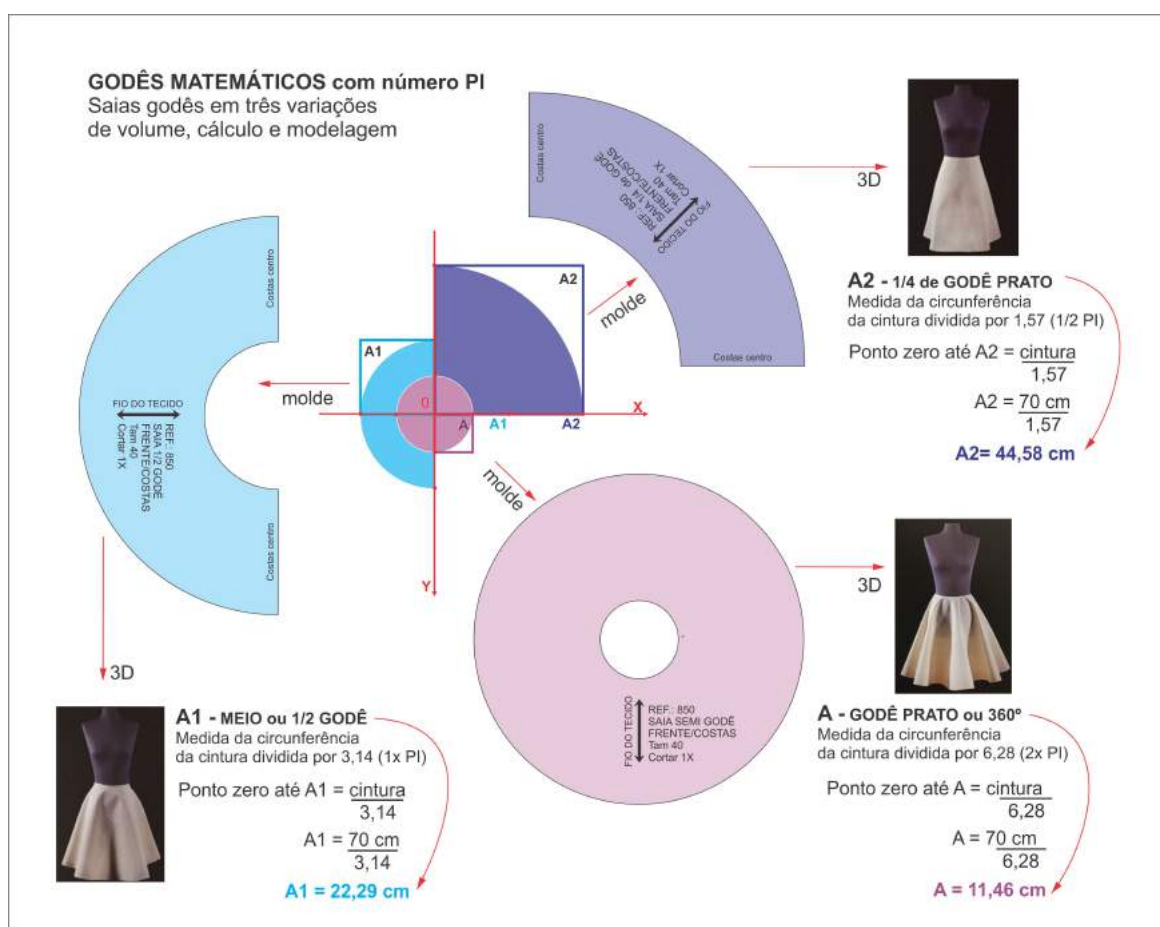 GODÊS MATEMÁTICOS com número PI
Saias godês em três variações
de volume, cálculo e modelagem
Costas centro
REF.: 850
SAIA 1/4 de GODÊ
FRENTE/COSTAS
Tam 40
Cortar 1X
FIO DO TECIDO
Costas centro
3D
A2 - 1/4 de GODÊ PRATO
Medida da circunferência
da cintura dividida por 1,57 (1/2 PI)
Ponto zero até A2 = cintura
1,57
A2 = 70 cm
1,57
A2= 44,58 cm
A2
molde
A1
0
X
A
A1
A2
Y
molde
molde
Costas centro
FIO DO TECIDO
REF.: 850
SAIA 1/2 GODÊ
FRENTE/COSTAS
Tam 40
Cortar 1X
Costas centro
3D
A1 - MEIO ou 1/2 GODÊ
Medida da circunferência
da cintura dividida por 3,14 (1x PI)
Ponto zero até A1 = cintura
3,14
A1 = 70 cm
3,14
A1 = 22,29 cm
FIO DO TECIDO
REF.: 850
SAIA SEMI GODÊ
FRENTE/COSTAS
Tam 40
Cortar 1X
3D
A - GODÊ PRATO ou 360º
Medida da circunferência
da cintura dividida por 6,28 (2x PI)
Ponto zero até A = cintura
6,28
A = 70 cm
6,28
A = 11,46 cm